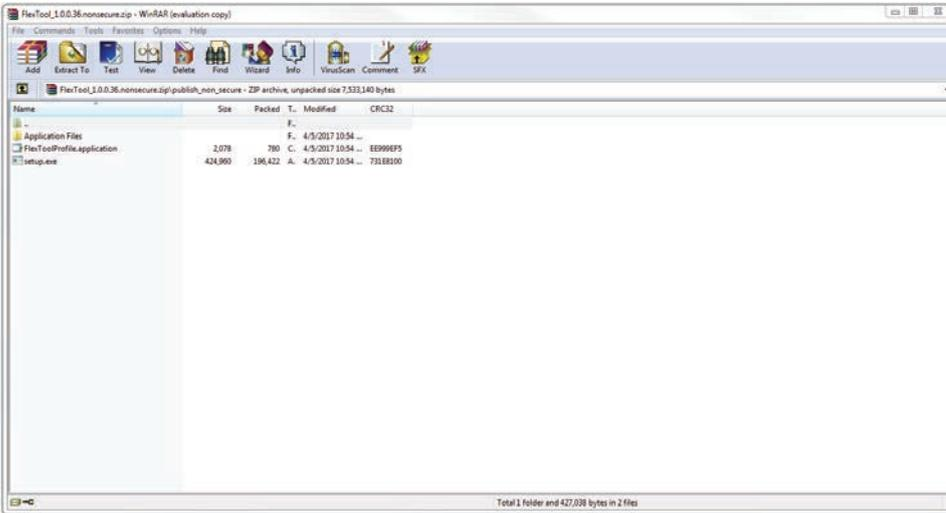 FlexTool_1.0.0.36.nonsecure.zip - WinRAR (evaluation copy)
File Commands Tools Favorites Options Help
Add Extract To Test View Delete Find Wizard Info VirusScan Comment SFX
FlexTool_1.0.0.36.nonsecure.zip\publish_non_secure - ZIP archive, unpacked size 7,533,140 bytes
Name Size Packed T.. Modified CRC32
.. F..
Application Files F.. 4/5/2017 10:54 ...
FlexToolProfile.application 2,078 780 C.. 4/5/2017 10:54 ... EE999EF5
setup.exe 424,960 196,422 A.. 4/5/2017 10:54 ... 731E8100
Total 1 folder and 427,038 bytes in 2 files